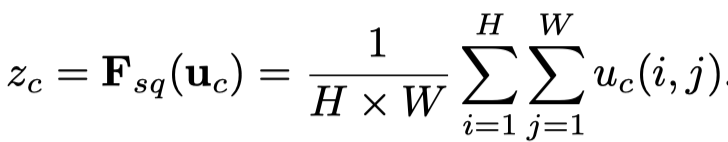 z_c = \mathbf{F}_{sq}(\mathbf{u}_c) = \frac{1}{H \times W} \sum_{i=1}^{H} \sum_{j=1}^{W} u_c(i, j).